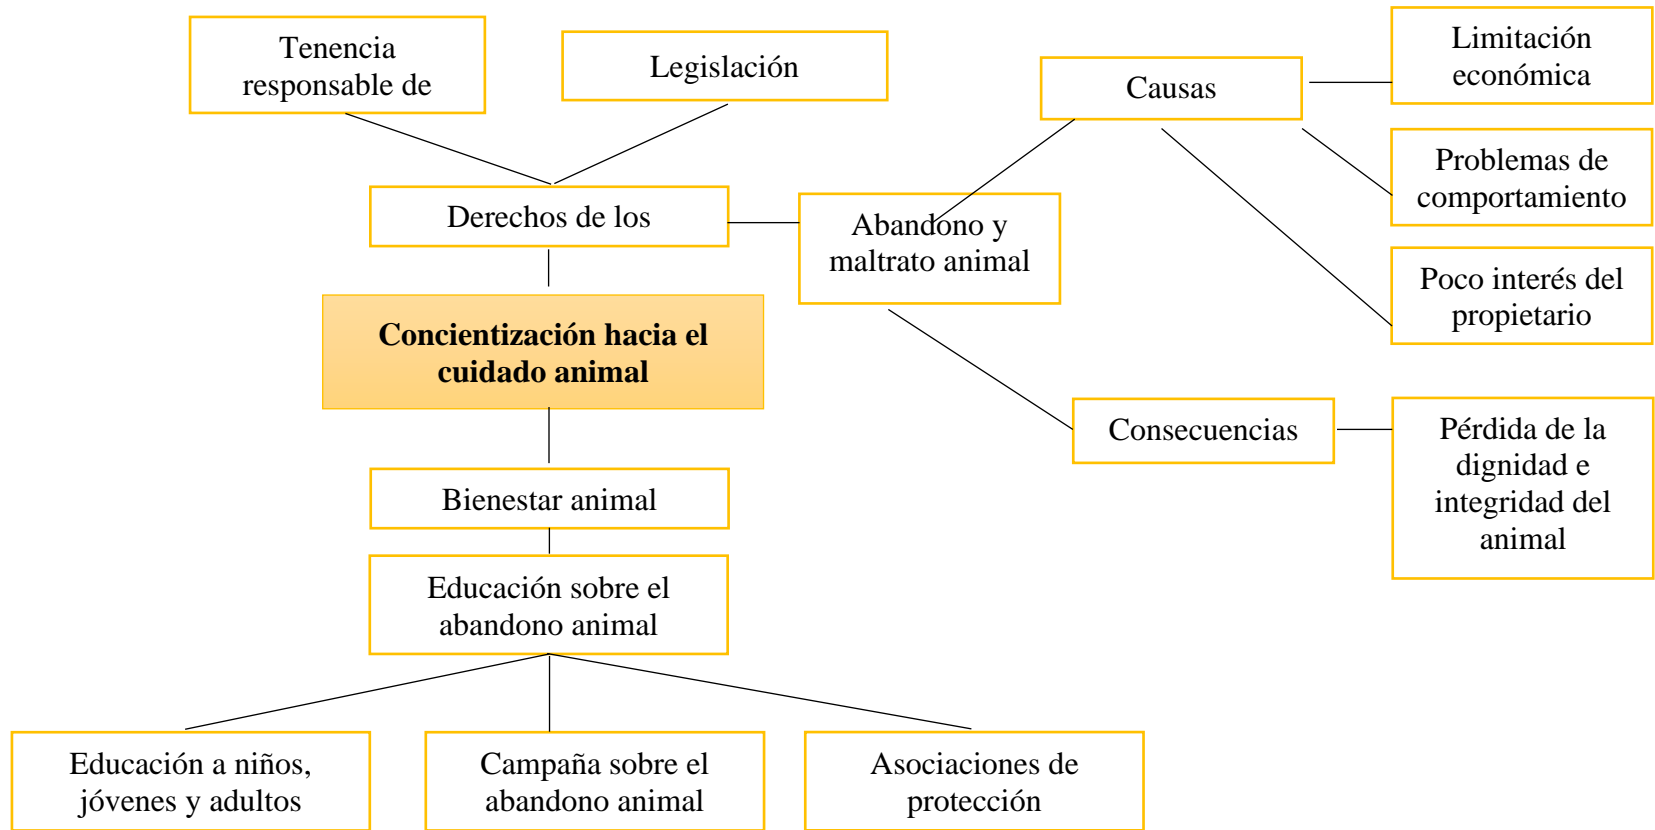 Tenencia
responsable de
Legislación
Causas
Limitación
económica
Problemas de
comportamiento
Derechos de los
Abandono y
maltrato animal
Poco interés del
propietario
Concientización hacia el
cuidado animal
Consecuencias
Pérdida de la
dignidad e
integridad del
animal
Bienestar animal
Educación sobre el
abandono animal
Educación a niños,
jóvenes y adultos
Campaña sobre el
abandono animal
Asociaciones de
protección